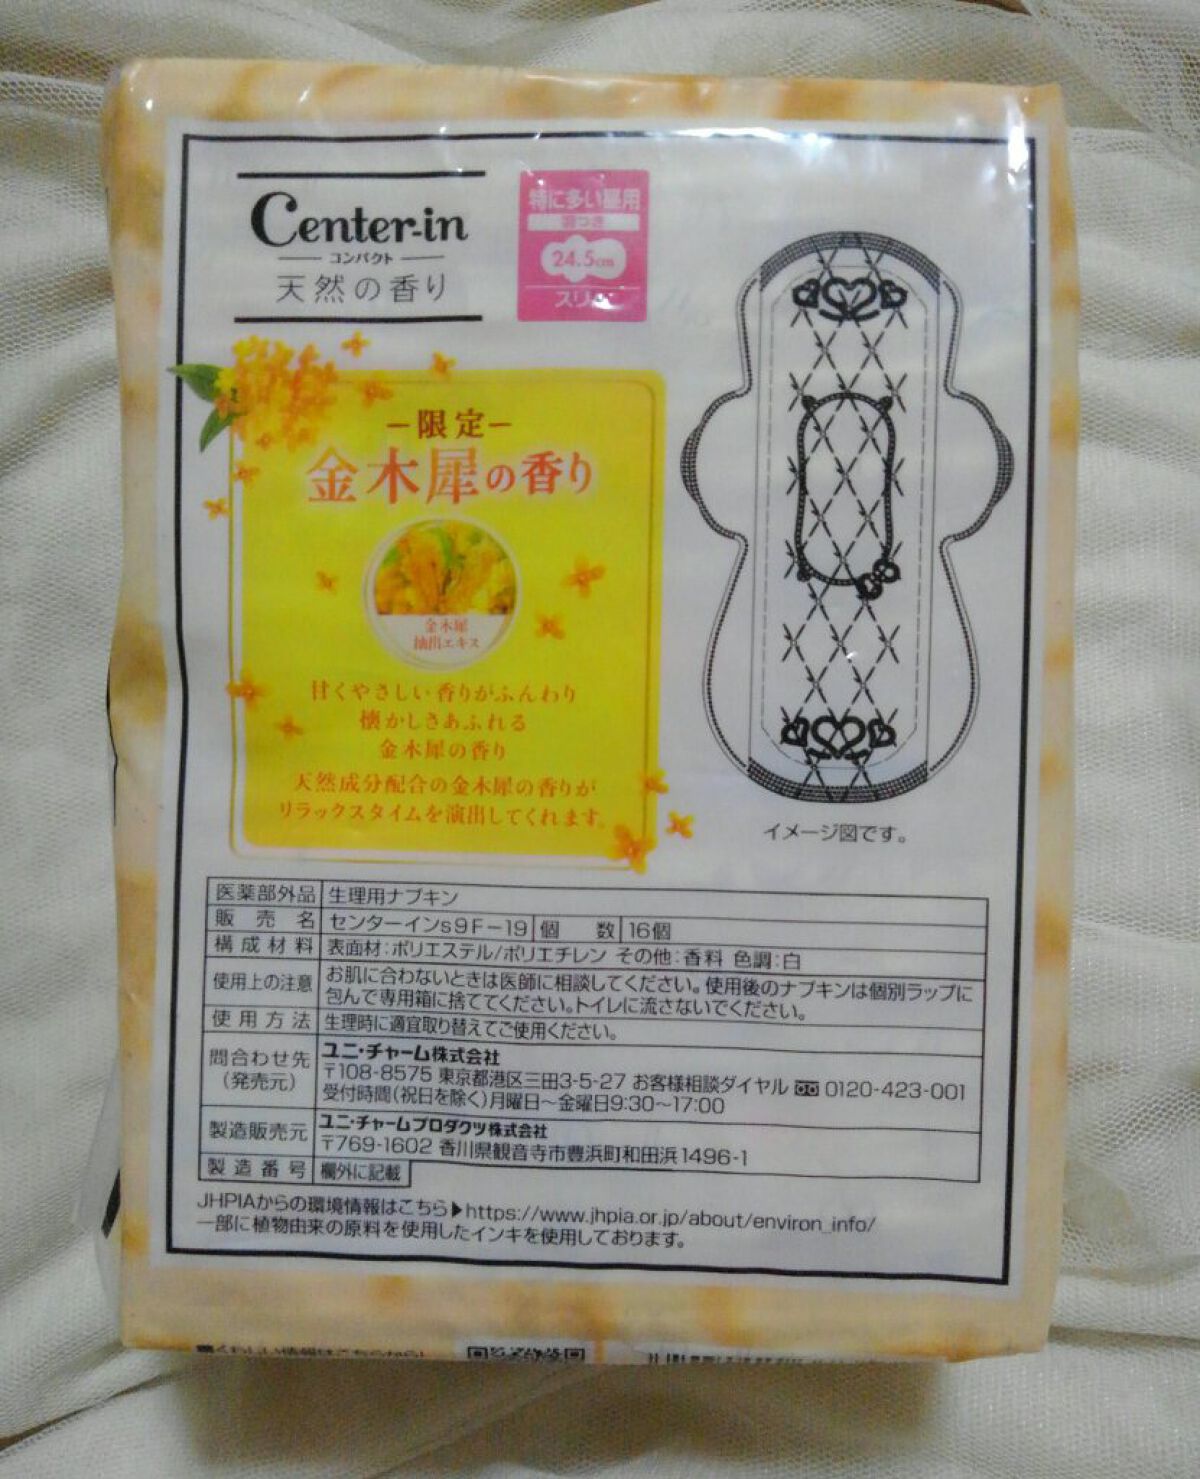 Center-in
コンパクト
天然の香り
特に多い昼用
羽つき
24.5cm
スリム
ー限定ー
金木犀の香り
金木犀
抽出エキス
甘くやさしい香りがふんわり
懐かしさあふれる
金木犀の香り
天然成分配合の金木犀の香りが
リラックスタイムを演出してくれます。
イメージ図です。
医薬部外品 生理用ナプキン
販売名 センターインs9F-19 個数 16個
構成材料 表面材:ポリエステル/ポリエチレン その他:香料 色調:白
使用上の注意 お肌に合わないときは医師に相談してください。使用後のナプキンは個別ラップに
包んで専用箱に捨ててください。トイレに流さないでください。
使用方法 生理時に適宜取り替えてご使用ください。
問合わせ先 ユニ・チャーム株式会社
(発売元) 〒108-8575 東京都港区三田3-5-27 お客様相談ダイヤル 0120-423-001
受付時間(祝日を除く)月曜日〜金曜日9:30〜17:00
製造販売元 ユニ・チャームプロダクツ株式会社
〒769-1602 香川県観音寺市豊浜町和田浜1496-1
製造番号 欄外に記載
JHPIAからの環境情報はこちら▶https://www.jhpia.or.jp/about/environ_info/
一部に植物由来の原料を使用したインキを使用しております。
■くわしい情報はこちらから!